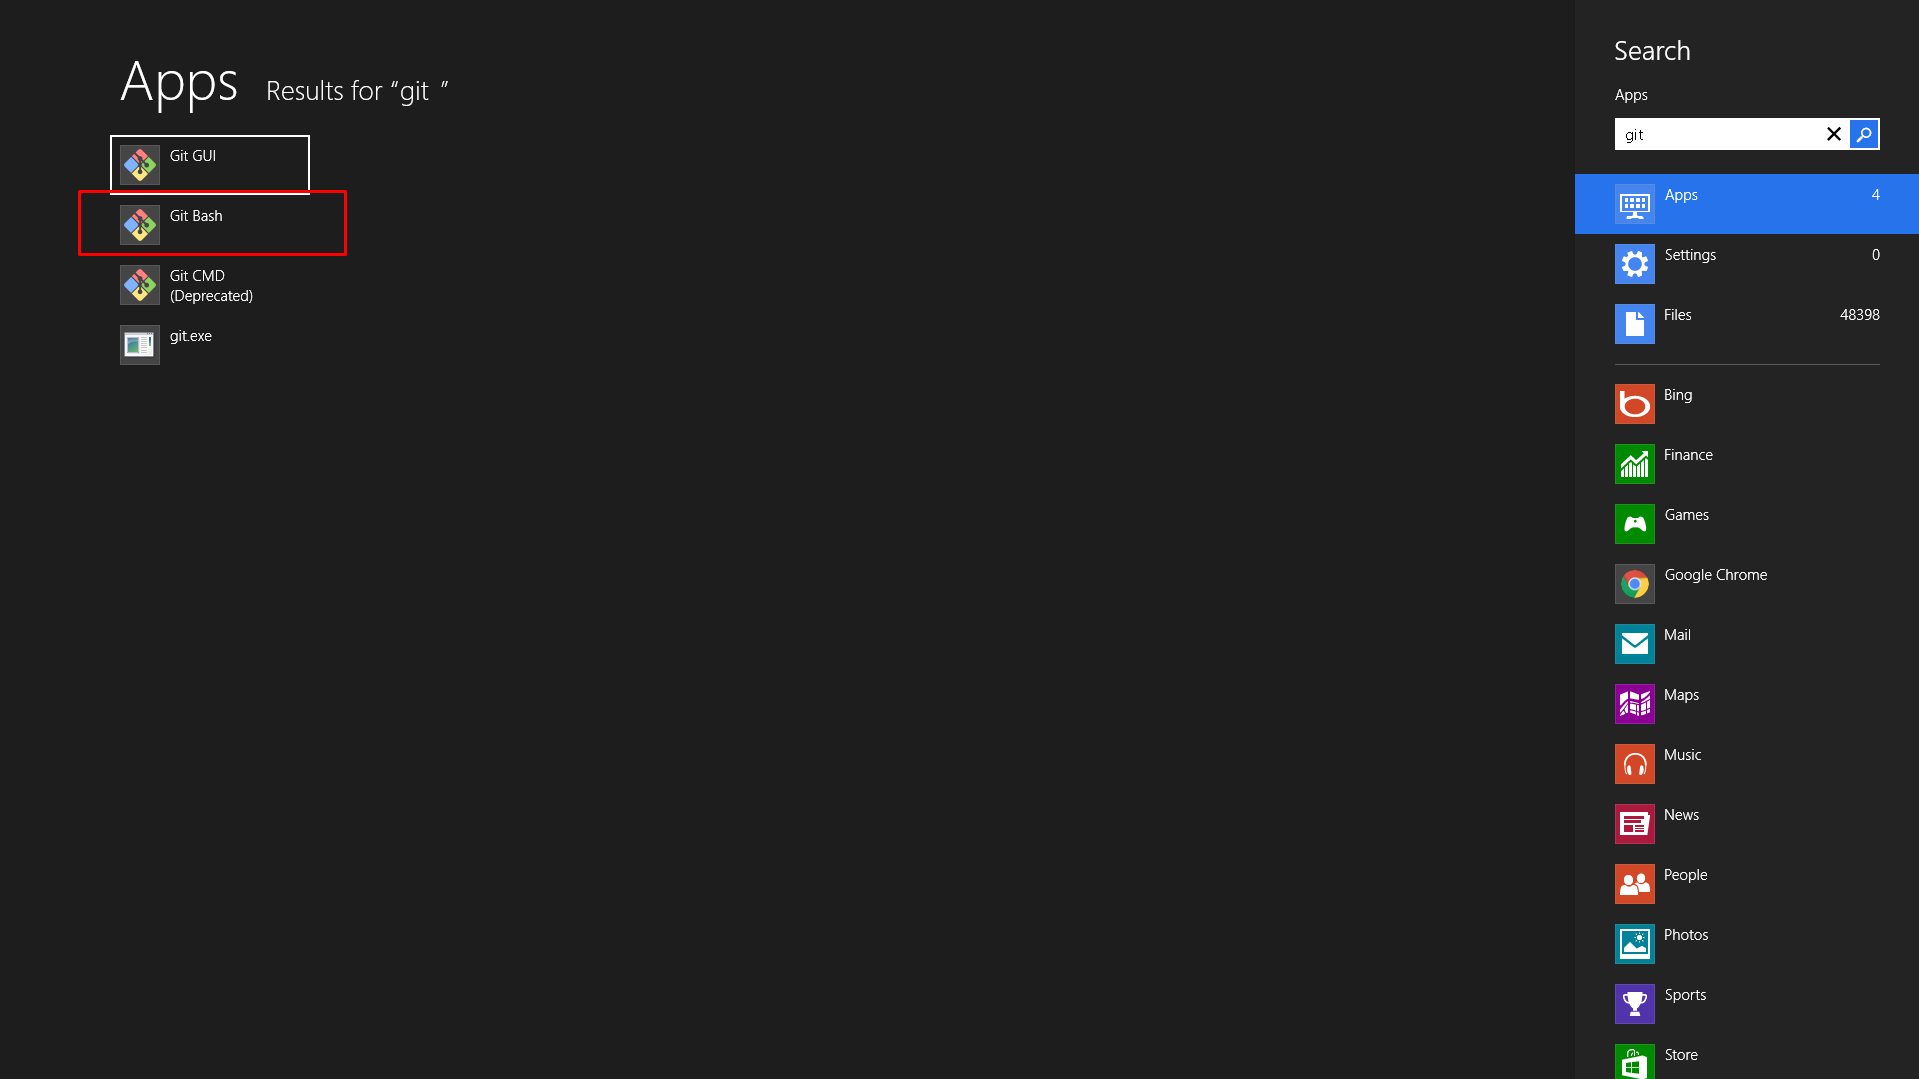 Apps Results for “git ”
Git GUI
Git Bash
Git CMD
(Deprecated)
git.exe
Search
Apps
git
Apps 4
Settings 0
Files 48398
Bing
Finance
Games
Google Chrome
Mail
Maps
Music
News
People
Photos
Sports
Store